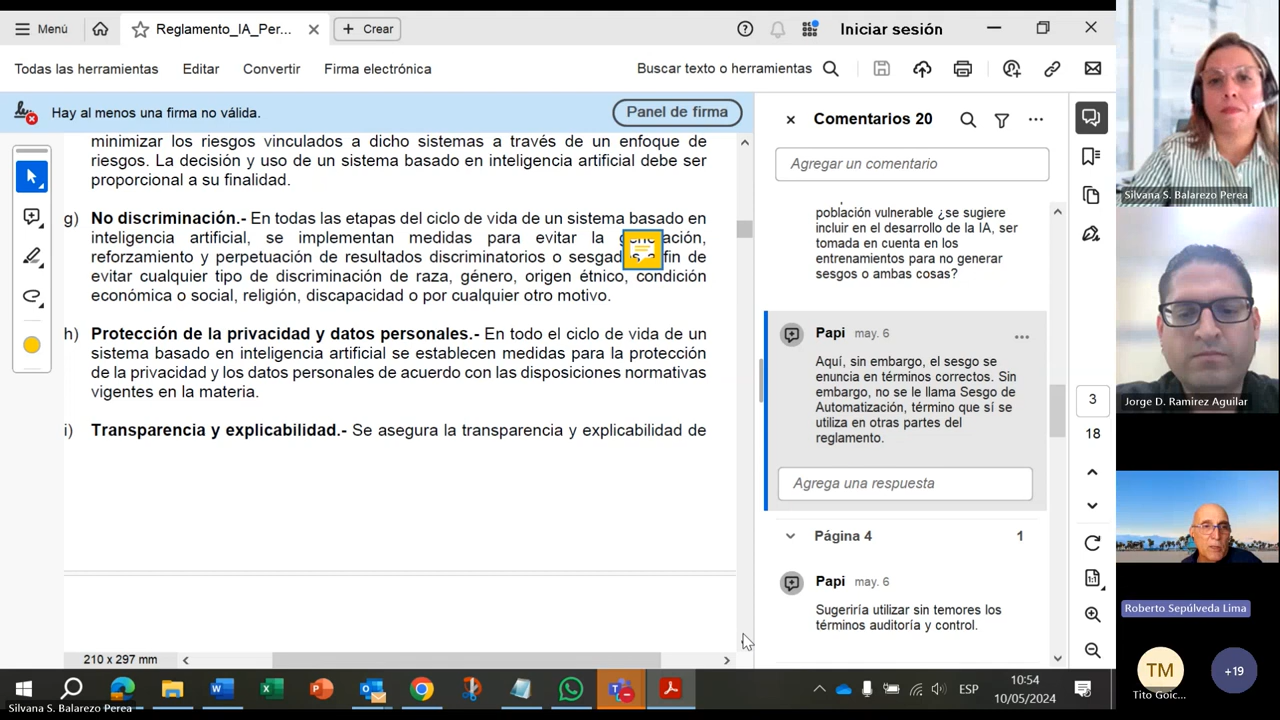 Menú
Reglamento_IA_Per...
Crear
Iniciar sesión
Todas las herramientas
Editar
Convertir
Firma electrónica
Buscar texto o herramientas
Hay al menos una firma no válida.
Panel de firma
minimizar los riesgos vinculados a dicho sistemas a través de un enfoque de
riesgos. La decisión y uso de un sistema basado en inteligencia artificial debe ser
proporcional a su finalidad.
g) No discriminación.- En todas las etapas del ciclo de vida de un sistema basado en
inteligencia artificial, se implementan medidas para evitar la
reforzamiento y perpetuación de resultados discriminatorios o sesgados a fin de
evitar cualquier tipo de discriminación de raza, género, origen étnico, condición
económica o social, religión, discapacidad o por cualquier otro motivo.
h) Protección de la privacidad y datos personales.- En todo el ciclo de vida de un
sistema basado en inteligencia artificial se establecen medidas para la protección
de la privacidad y los datos personales de acuerdo con las disposiciones normativas
vigentes en la materia.
i) Transparencia y explicabilidad.- Se asegura la transparencia y explicabilidad de
210 x 297 mm
Comentarios 20
Agregar un comentario
población vulnerable ¿se sugiere
incluir en el desarrollo de la IA, ser
tomada en cuenta en los
entrenamientos para no generar
sesgos o ambas cosas?
Papi may. 6
Aquí, sin embargo, el sesgo se
enuncia en términos correctos. Sin
embargo, no se le llama Sesgo de
Automatización, término que sí se
utiliza en otras partes del
reglamento.
Agrega una respuesta
Página 4 1
Papi may. 6
Sugeriría utilizar sin temores los
términos auditoría y control.
3
18
1:1
Silvana S. Balarezo Perea
Jorge D. Ramirez Aguilar
Roberto Sepúlveda Lima
TM
Tito Goic...
+19
ESP
10:54
10/05/2024
Silvana S. Balarezo Perea